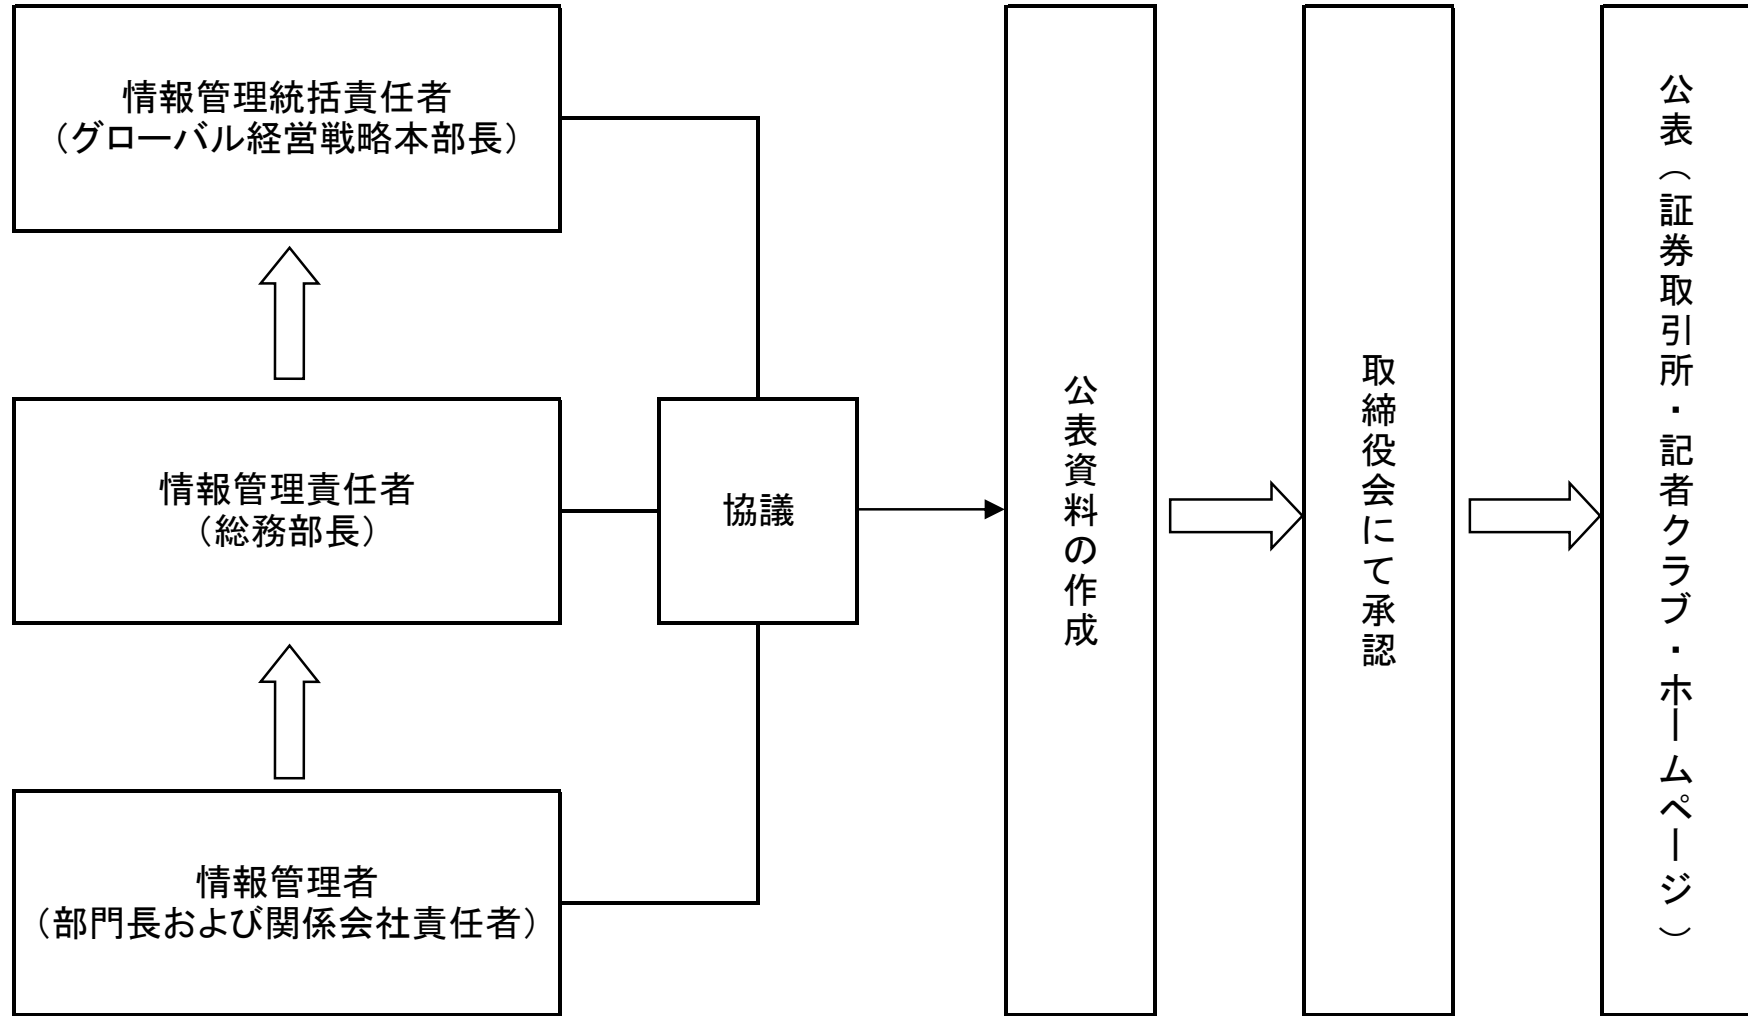 情報管理統括責任者
（グローバル経営戦略本部長）
情報管理責任者
（総務部長）
情報管理者
（部門長および関係会社責任者）
協議
公表資料の作成
取締役会にて承認
公表（証券取引所・記者クラブ・ホームページ）